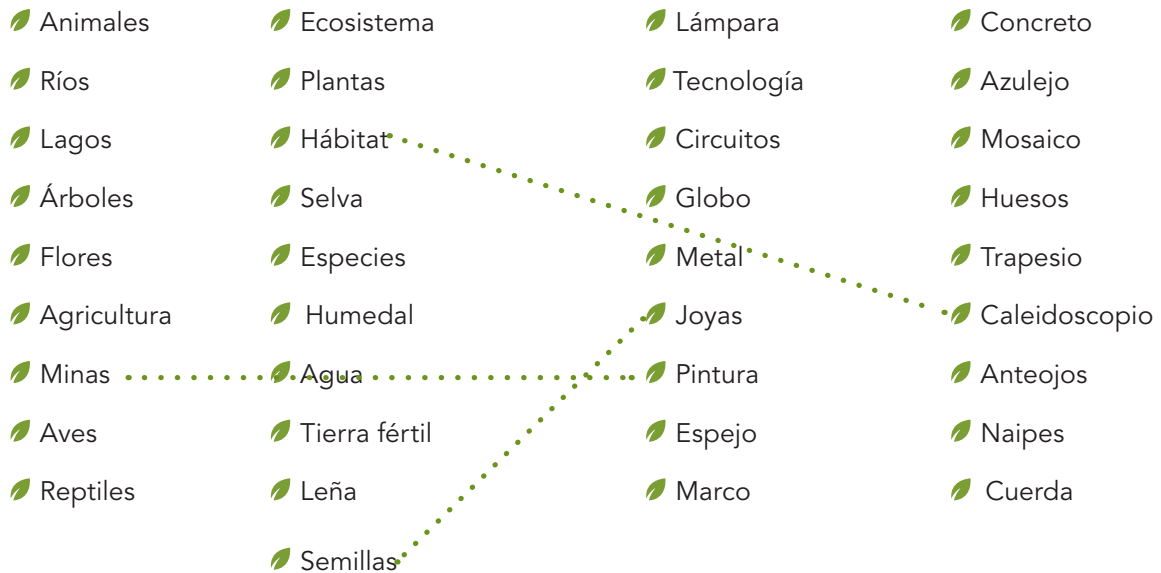 Animales Ecosistema Lámpara Concreto
Ríos Plantas Tecnología Azulejo
Lagos Hábitat Circuitos Mosaico
Árboles Selva Globo Huesos
Flores Especies Metal Trapesio
Agricultura Humedal Joyas Caleidoscopio
Minas Agua Pintura Anteojos
Aves Tierra fértil Espejo Naipes
Reptiles Leña Marco Cuerda
Semillas